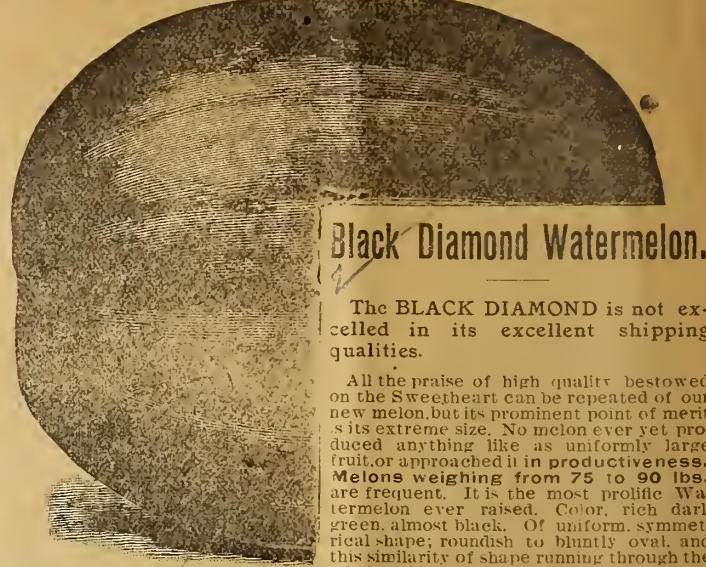 Black Diamond Watermelon.
The BLACK DIAMOND is not ex-
celled in its excellent shipping
qualities.
All the praise of high quality bestowed
on the Sweetheart can be repeated of our
new melon, but its prominent point of merit
is its extreme size. No melon ever yet pro
duced anything like as uniformly large
fruit, or approached it in productiveness.
Melons weighing from 75 to 90 lbs.
are frequent. It is the most prolific Wa
termelon ever raised. Color, rich dark
green, almost black. Of uniform, symmet
rical shape; roundish to bluntly oval, and
this similarity of shape running through the